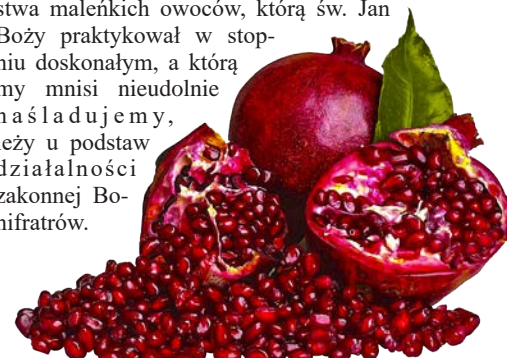 stwa maleńkich owoców, którą św. Jan
Boży praktykował w stop-
niu doskonałym, a którą
my mnisi nieudolnie
naśladujemy,
leży u podstaw
działalności
zakonnej Bo-
nifratrów.